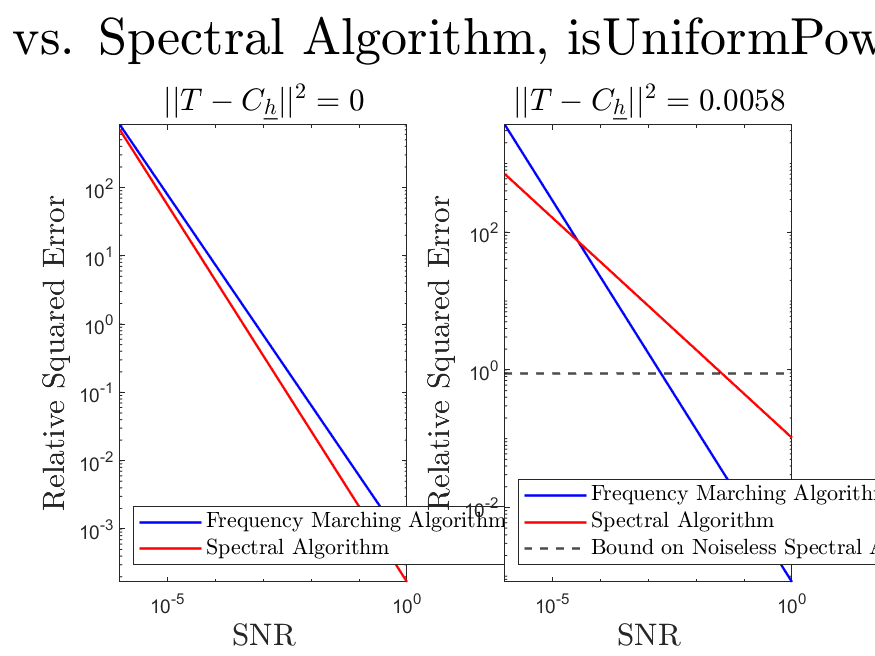 vs. Spectral Algorithm, isUniformPow
||T − C_h||² = 0
Relative Squared Error
10²
10¹
10⁰
10⁻¹
10⁻²
10⁻³
Frequency Marching Algorithm
Spectral Algorithm
10⁻⁵
10⁰
SNR
||T − C_h||² = 0.0058
Relative Squared Error
10²
10⁰
10⁻²
Frequency Marching Algorithm
Spectral Algorithm
Bound on Noiseless Spectral A
10⁻⁵
10⁰
SNR